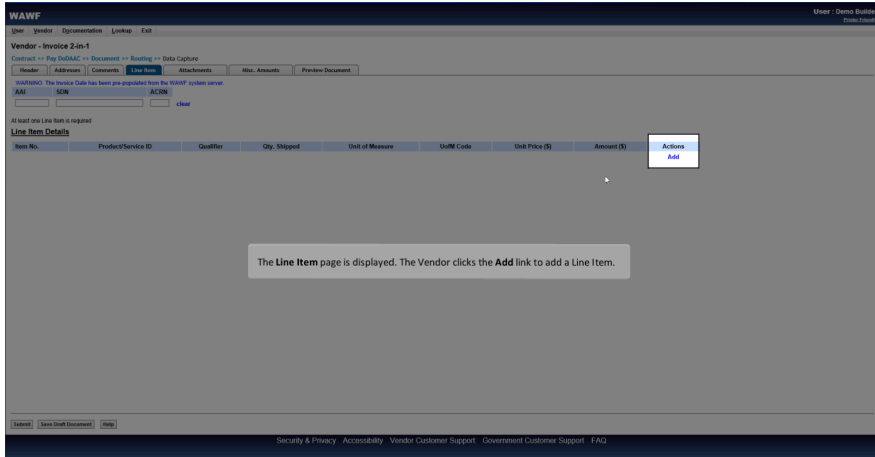 WAWF
User : Demo Builder
Printer Friendly
User Vendor Documentation Lookup Exit
Vendor - Invoice 2-in-1
Contract >> Pay DoDAAC >> Document >> Routing >> Data Capture
Header Addresses Comments Line Item Attachments Misc. Amounts Preview Document
WARNING: The Invoice Date has been pre-populated from the WAWF system server.
AAI SDN ACRN
clear
At least one Line Item is required
Line Item Details
Item No. Product/Service ID Qualifier Qty. Shipped Unit of Measure UofM Code Unit Price ($) Amount ($) Actions
Add
The Line Item page is displayed. The Vendor clicks the Add link to add a Line Item.
Submit Save Draft Document Help
Security & Privacy Accessibility Vendor Customer Support Government Customer Support FAQ